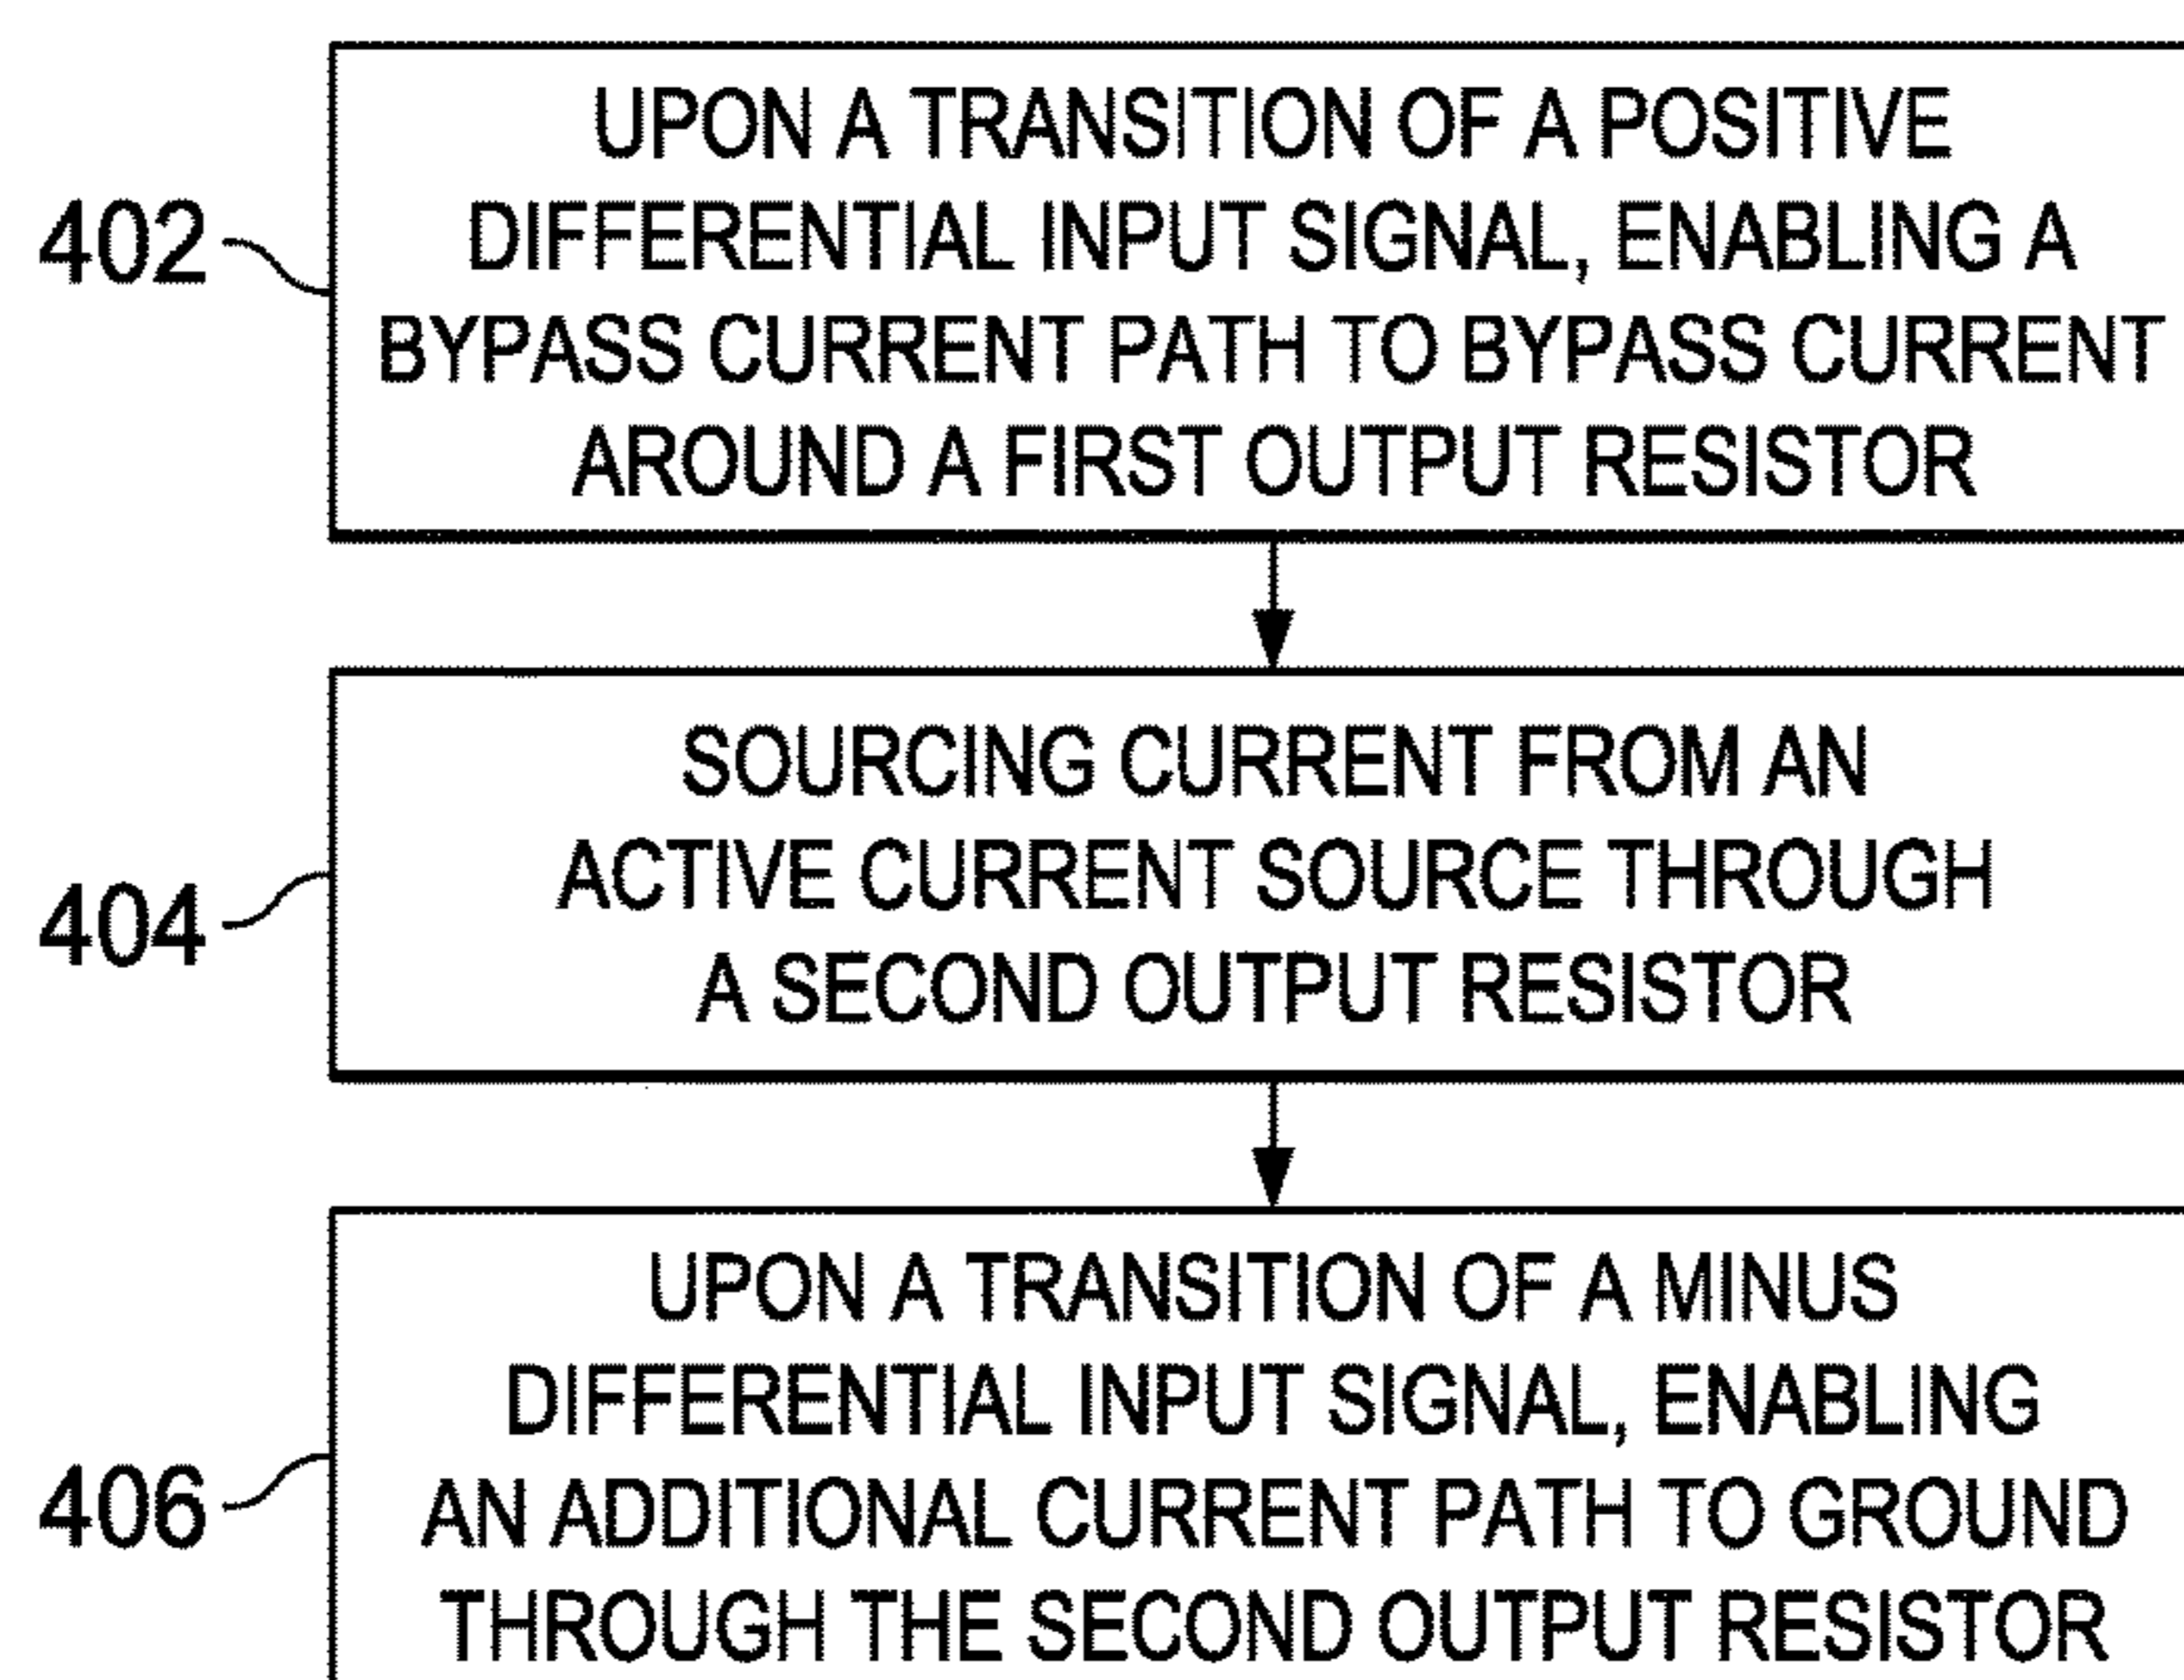 402
UPON A TRANSITION OF A POSITIVE
DIFFERENTIAL INPUT SIGNAL, ENABLING A
BYPASS CURRENT PATH TO BYPASS CURRENT
AROUND A FIRST OUTPUT RESISTOR
404
SOURCING CURRENT FROM AN
ACTIVE CURRENT SOURCE THROUGH
A SECOND OUTPUT RESISTOR
406
UPON A TRANSITION OF A MINUS
DIFFERENTIAL INPUT SIGNAL, ENABLING
AN ADDITIONAL CURRENT PATH TO GROUND
THROUGH THE SECOND OUTPUT RESISTOR